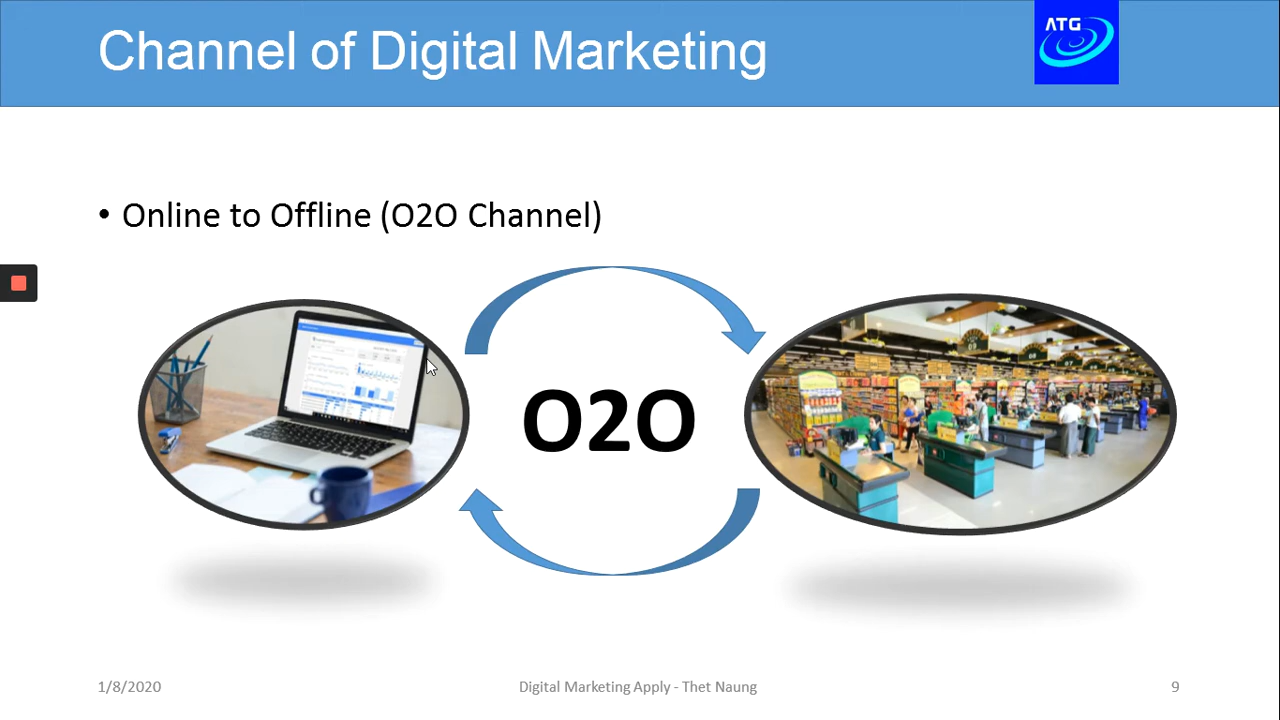 Channel of Digital Marketing
ATG
• Online to Offline (O2O Channel)
O2O
1/8/2020
Digital Marketing Apply - Thet Naung
9